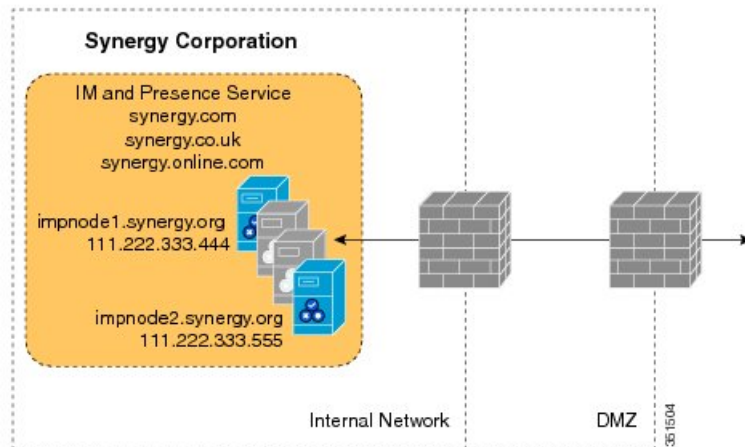 Synergy Corporation
IM and Presence Service
synergy.com
synergy.co.uk
synergy.online.com
impnode1.synergy.org
111.222.333.444
impnode2.synergy.org
111.222.333.555
Internal Network
DMZ
351504